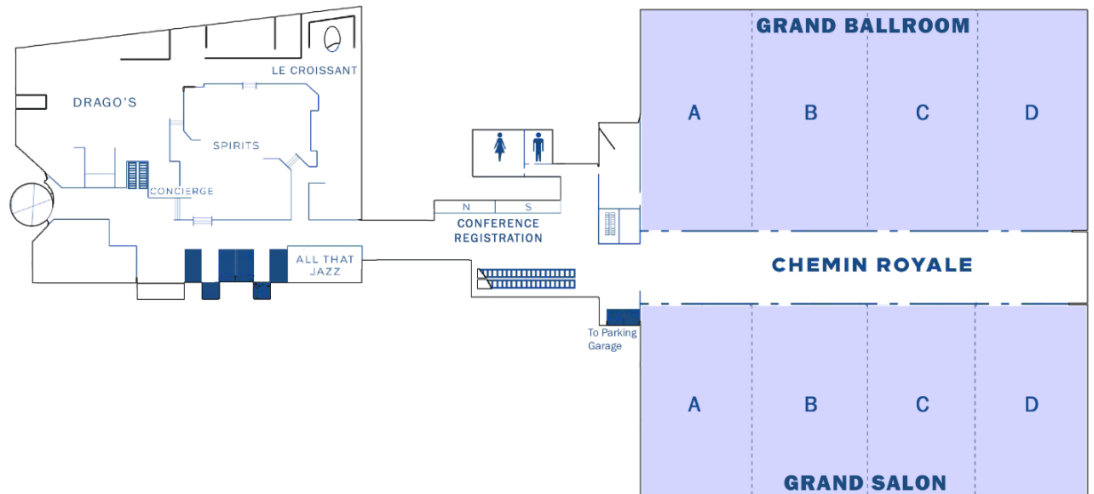 GRAND BALLROOM
LE CROISSANT
DRAGO'S
A
B
C
D
SPIRITS
CONCIERGE
N
S
CONFERENCE
REGISTRATION
ALL THAT
JAZZ
CHEMIN ROYALE
To Parking
Garage
A
B
C
D
GRAND SALON